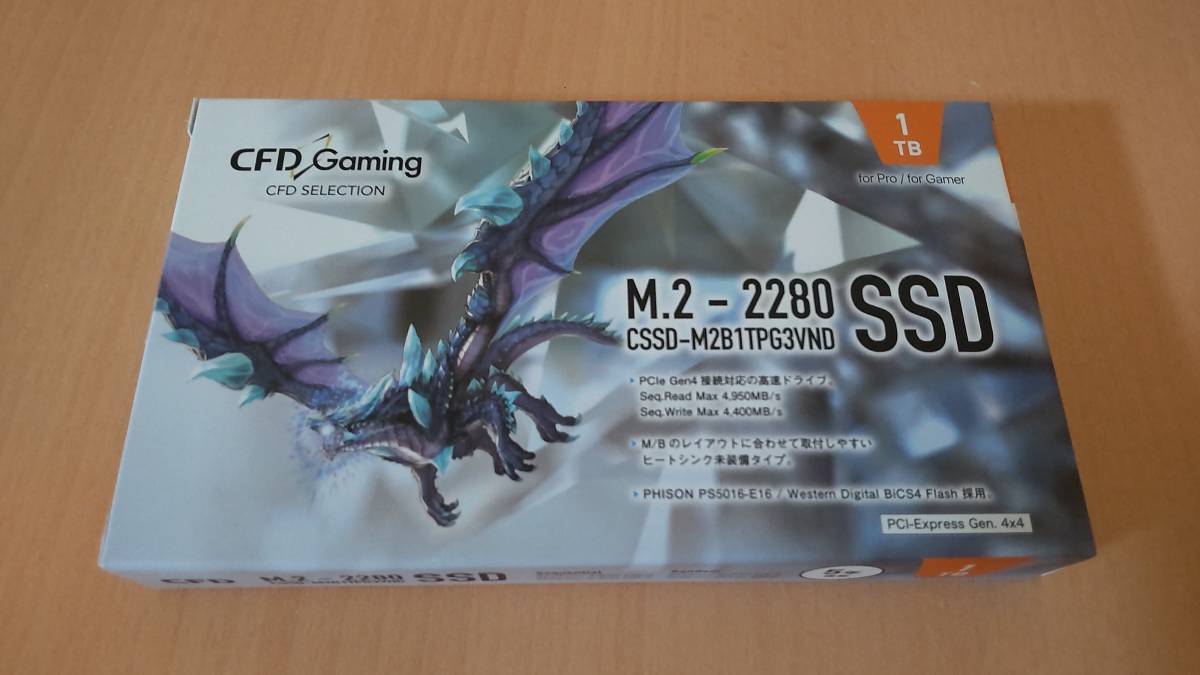 CFD Gaming
CFD SELECTION
1
TB
for Pro / for Gamer
M.2 - 2280 SSD
CSSD-M2B1TPG3VND
PCIe Gen4 接続対応の高速ドライブ。
Seq.Read Max 4,950MB/s
Seq.Write Max 4,400MB/s
M/B のレイアウトに合わせて取付しやすい
ヒートシンク未装備タイプ。
PHISON PS5016-E16 / Western Digital BiCS4 Flash 採用。
PCI-Express Gen. 4x4
CFD M.2 - 2280 SSD
1
TB